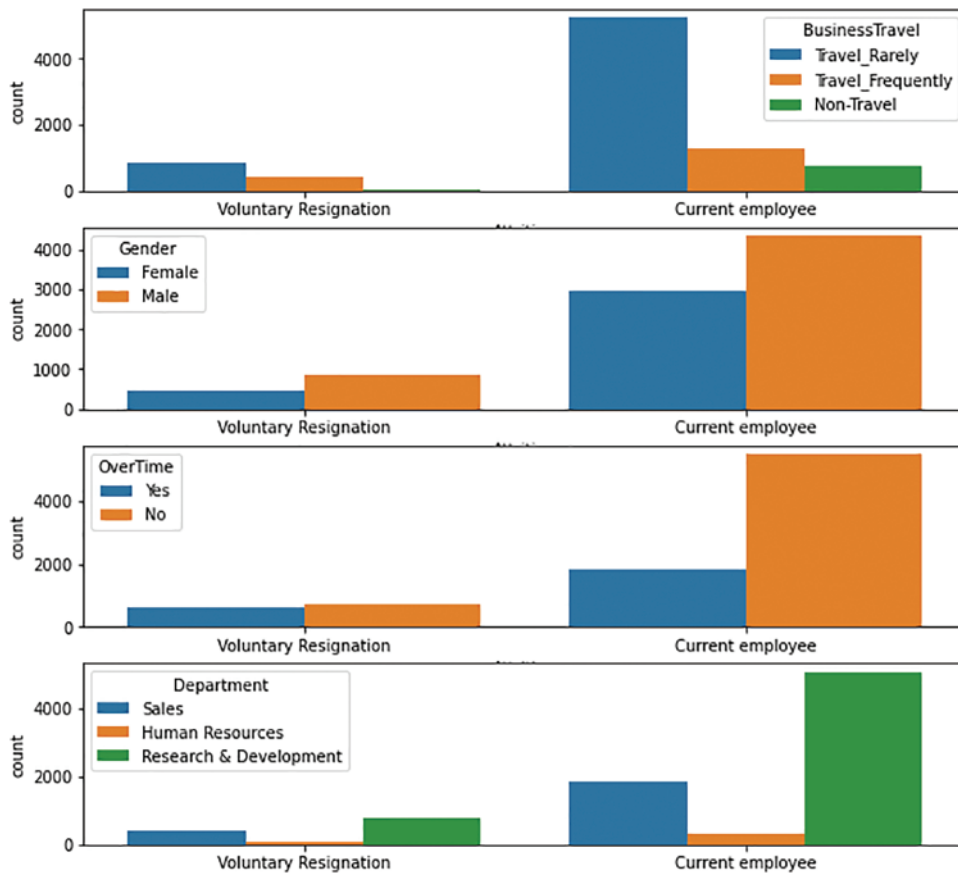 BusinessTravel
Travel_Rarely
Travel_Frequently
Non-Travel
count
4000
2000
0
Voluntary Resignation Current employee
Gender
Female
Male
count
4000
3000
2000
1000
0
Voluntary Resignation Current employee
OverTime
Yes
No
count
4000
2000
0
Voluntary Resignation Current employee
Department
Sales
Human Resources
Research & Development
count
4000
2000
0
Voluntary Resignation Current employee